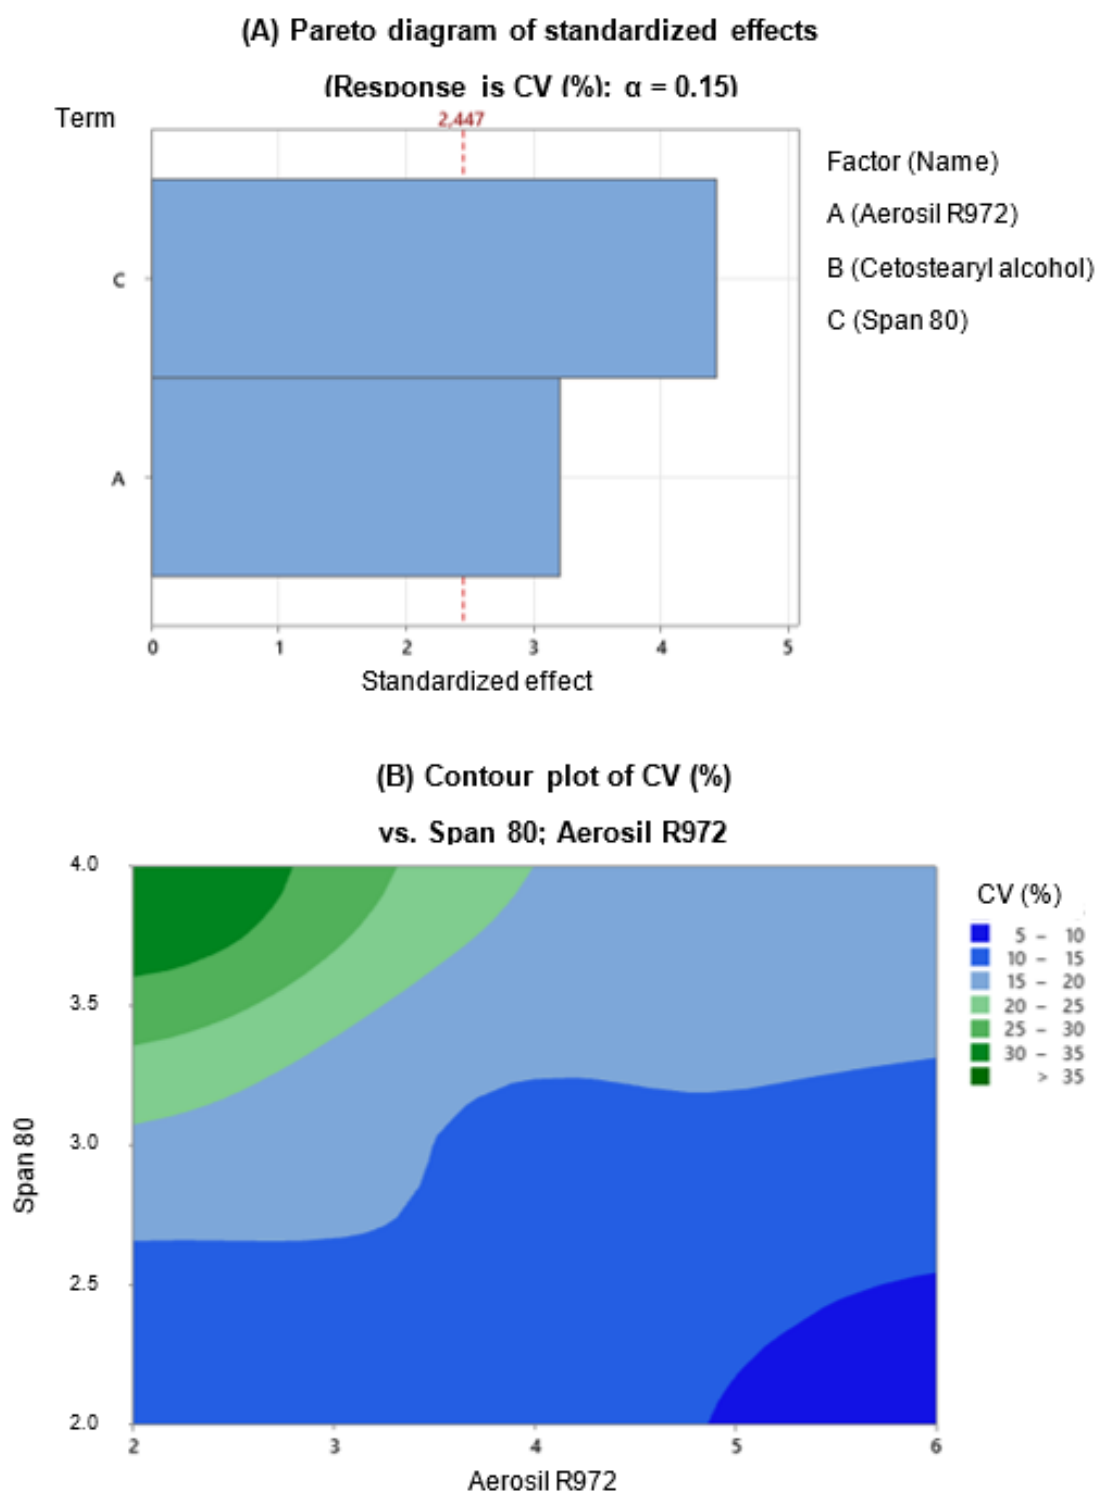 (A) Pareto diagram of standardized effects
(Response is CV (%); α = 0.15)
Term
2,447
Factor (Name)
A (Aerosil R972)
B (Cetostearyl alcohol)
C (Span 80)
C
A
0 1 2 3 4 5
Standardized effect
(B) Contour plot of CV (%)
vs. Span 80; Aerosil R972
4.0
3.5
3.0
2.5
2.0
Span 80
2 3 4 5 6
Aerosil R972
CV (%)
5 – 10
10 – 15
15 – 20
20 – 25
25 – 30
30 – 35
> 35